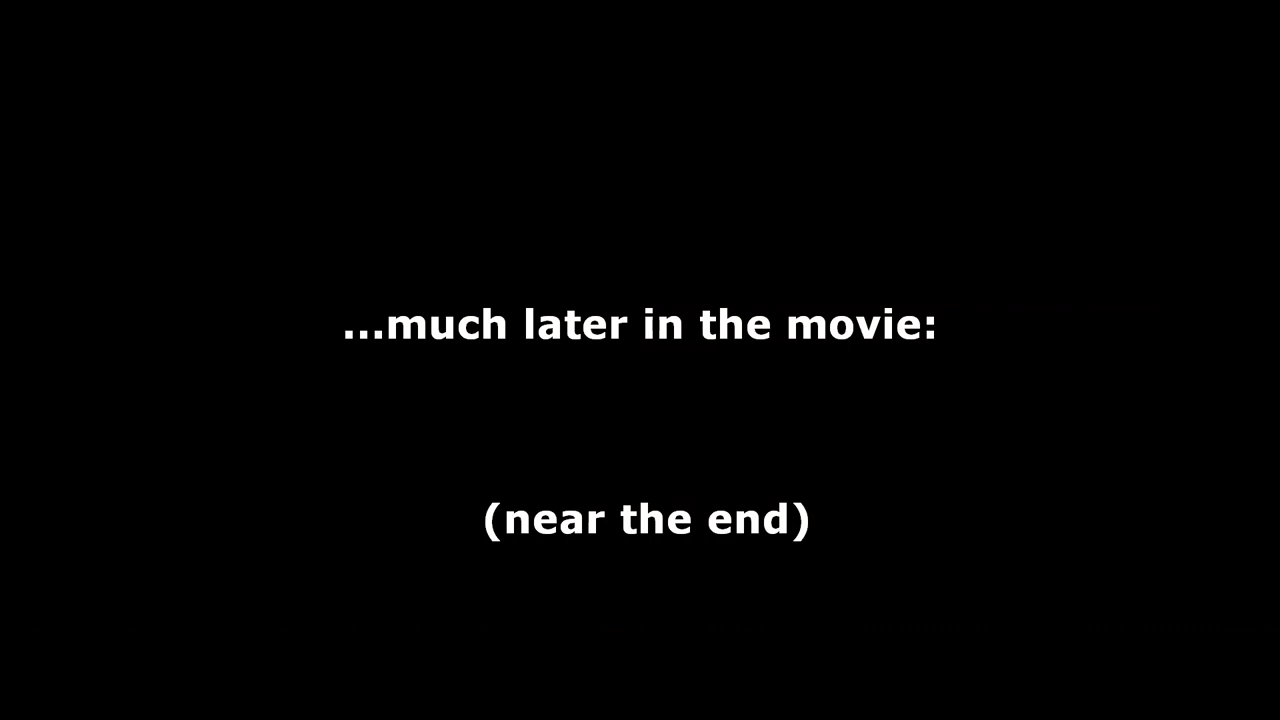 ...much later in the movie:
(near the end)